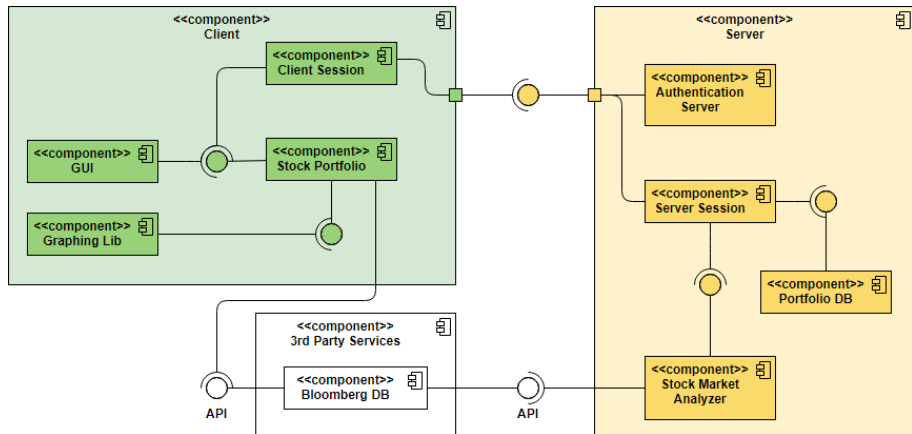 <<component>>
Client
<<component>>
Client Session
<<component>>
GUI
<<component>>
Stock Portfolio
<<component>>
Graphing Lib
<<component>>
3rd Party Services
<<component>>
Bloomberg DB
API
API
<<component>>
Server
<<component>>
Authentication
Server
<<component>>
Server Session
<<component>>
Portfolio DB
<<component>>
Stock Market
Analyzer